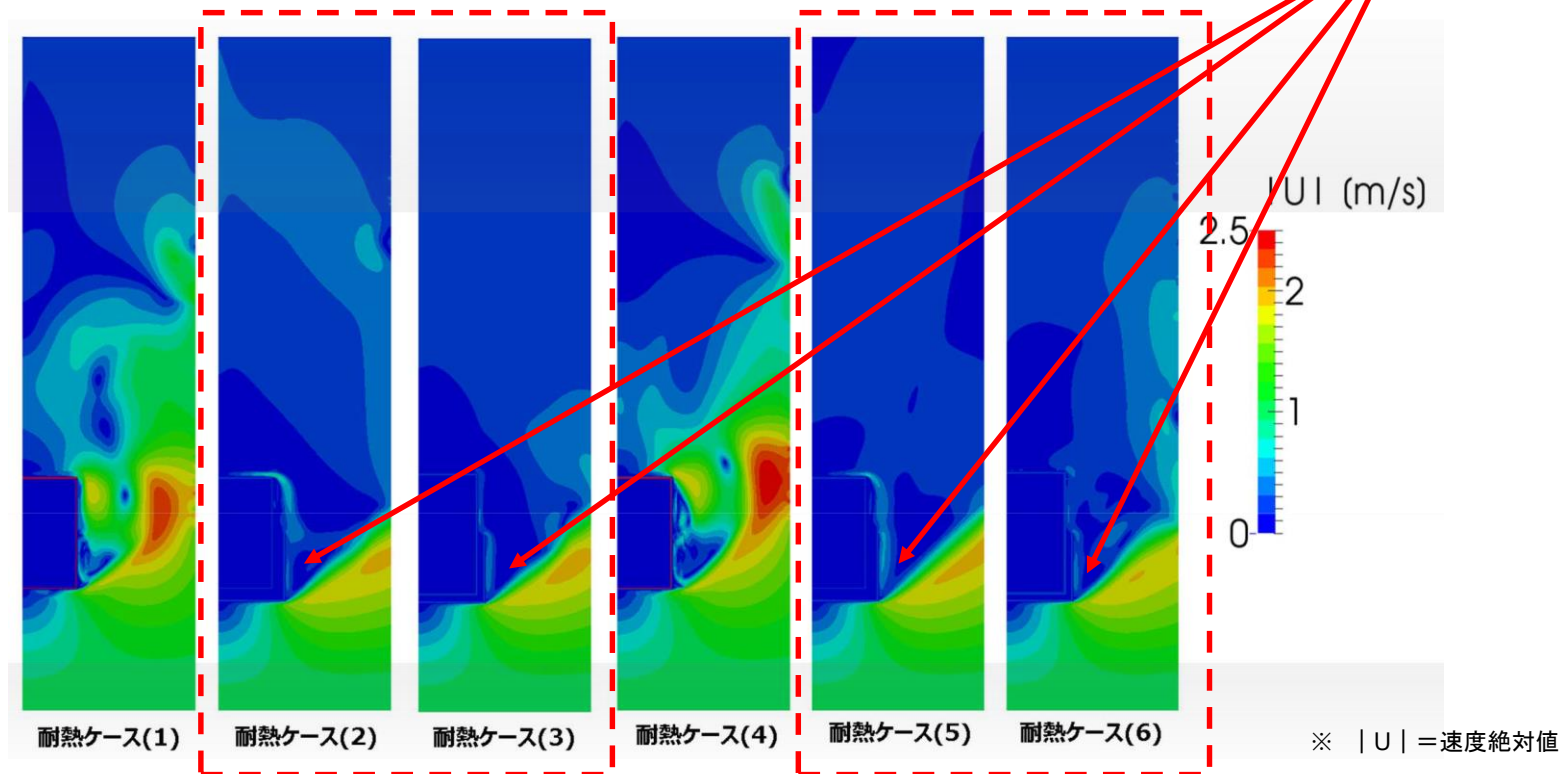 |U| (m/s)
2.5
2
1
0
耐熱ケース(1)
耐熱ケース(2)
耐熱ケース(3)
耐熱ケース(4)
耐熱ケース(5)
耐熱ケース(6)
※ |U|=速度絶対値